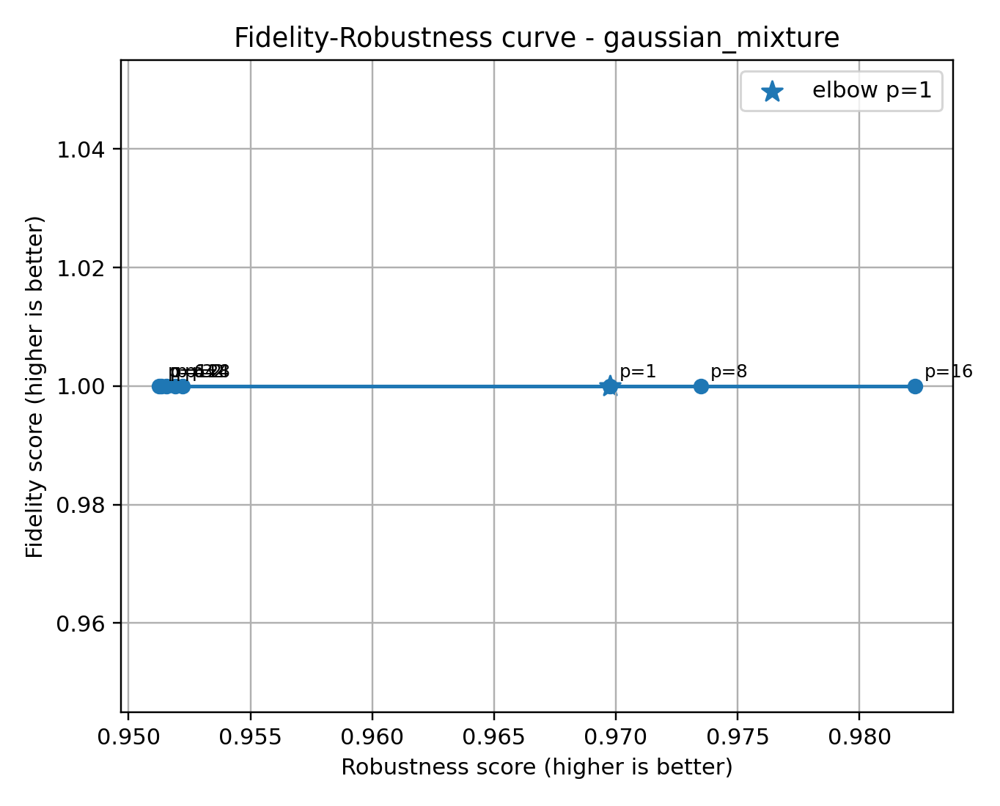 Fidelity-Robustness curve - gaussian_mixture
elbow p=1
Fidelity score (higher is better)
1.04
1.02
1.00
0.98
0.96
p=1
p=8
p=16
0.950
0.955
0.960
0.965
0.970
0.975
0.980
Robustness score (higher is better)